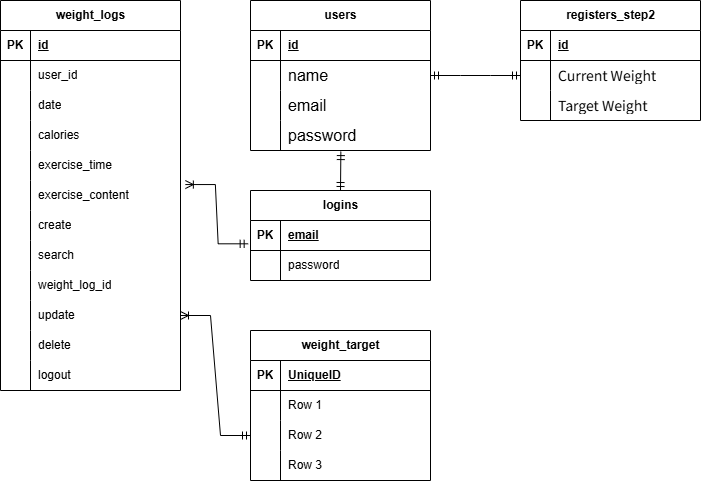 weight_logs
PK id
user_id
date
calories
exercise_time
exercise_content
create
search
weight_log_id
update
delete
logout
users
PK id
name
email
password
registers_step2
PK id
Current Weight
Target Weight
logins
PK email
password
weight_target
PK UniqueID
Row 1
Row 2
Row 3